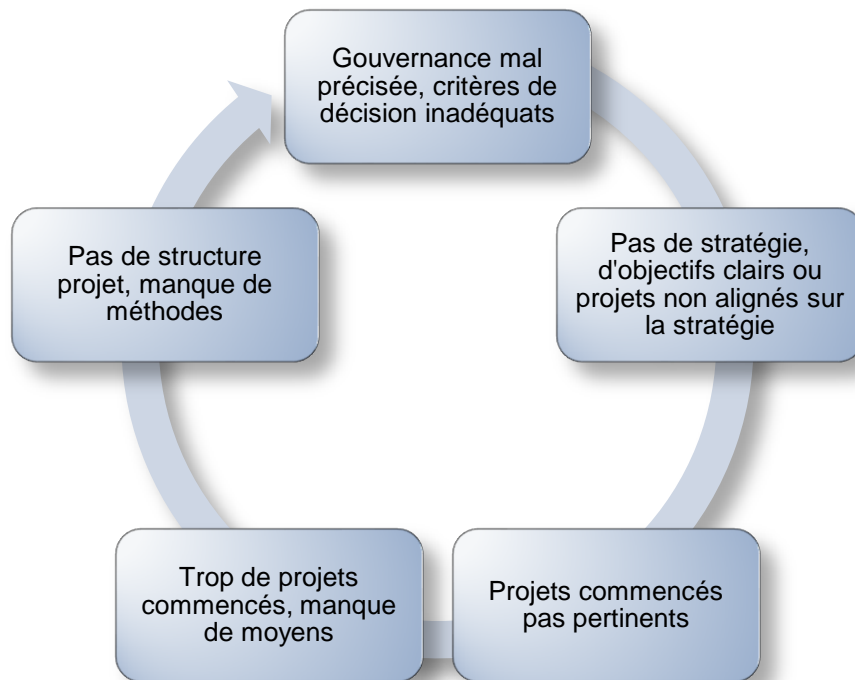 Gouvernance mal
précisée, critères de
décision inadéquats
Pas de stratégie,
d'objectifs clairs ou
projets non alignés sur
la stratégie
Projets commencés
pas pertinents
Trop de projets
commencés, manque
de moyens
Pas de structure
projet, manque de
méthodes